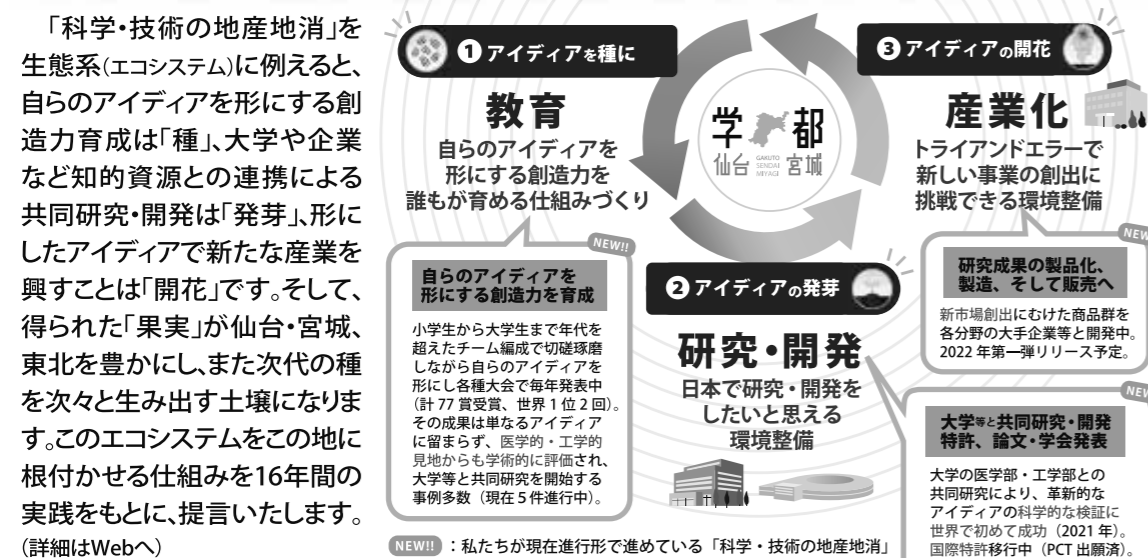 「科学・技術の地産地消」を
生態系(エコシステム)に例えると、
自らのアイディアを形にする創
造力育成は「種」、大学や企業
など知的資源との連携による
共同研究・開発は「発芽」、形に
したアイディアで新たな産業を
興すことは「開花」です。そして、
得られた「果実」が仙台・宮城、
東北を豊かにし、また次代の種
を次々と生み出す土壌になりま
す。このエコシステムをこの地に
根付かせる仕組みを16年間の
実践をもとに、提言いたします。
(詳細はWebへ)
❶ アイディアを種に
教育
自らのアイディアを
形にする創造力を
誰もが育める仕組みづくり
NEW!!
自らのアイディアを
形にする創造力を育成
小学生から大学生まで年代を
超えたチーム編成で切磋琢磨
しながら自らのアイディアを
形にし各種大会で毎年発表中
(計 77 賞受賞、世界 1 位 2 回)。
その成果は単なるアイディア
に留まらず、医学的・工学的
見地からも学術的に評価され、
大学等と共同研究を開始する
事例多数(現在 5 件進行中)。
学都
仙台 GAKUTO SENDAI MIYAGI 宮城
❷ アイディアの発芽
研究・開発
日本で研究・開発を
したいと思える
環境整備
❸ アイディアの開花
産業化
トライアンドエラーで
新しい事業の創出に
挑戦できる環境整備
NEW
研究成果の製品化、
製造、そして販売へ
新市場創出にむけた商品群を
各分野の大手企業等と開発中。
2022 年第一弾リリース予定。
NEW
大学等と共同研究・開発
特許、論文・学会発表
大学の医学部・工学部との
共同研究により、革新的な
アイディアの科学的な検証に
世界で初めて成功(2021 年)。
国際特許移行中(PCT 出願済)。
NEW!! :私たちが現在進行形で進めている「科学・技術の地産地消」